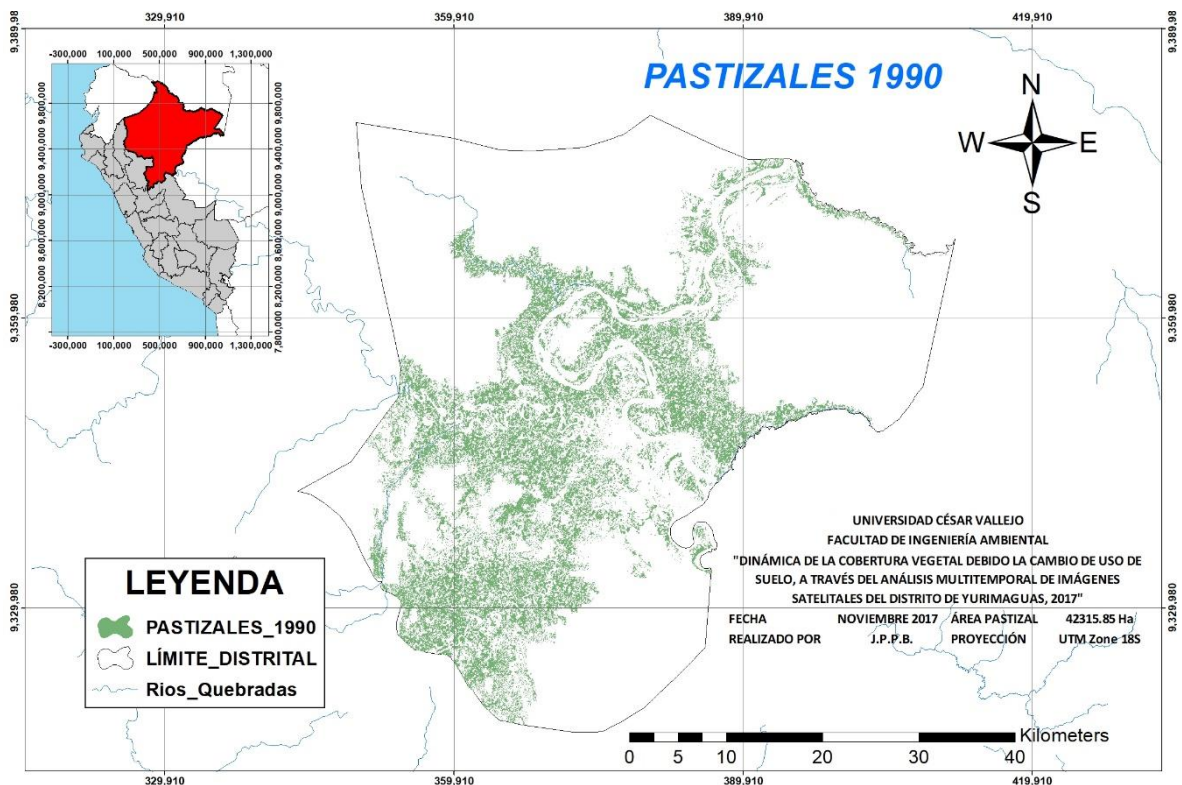 329,910 359,910 389,910 419,910
9,389,98
9,389,98
-300,000 100,000 500,000 900,000 1,300,000
9,800,000
9,400,000
9,000,000
8,600,000
8,200,000
9,800,000
9,400,000
9,000,000
8,600,000
8,200,000
7,800,000
-300,000 100,000 500,000 900,000 1,300,000
PASTIZALES 1990
N
W E
S
9,359,980
9,359,980
LEYENDA
PASTIZALES_1990
LÍMITE_DISTRITAL
Rios_Quebradas
UNIVERSIDAD CÉSAR VALLEJO
FACULTAD DE INGENIERÍA AMBIENTAL
"DINÁMICA DE LA COBERTURA VEGETAL DEBIDO LA CAMBIO DE USO DE
SUELO, A TRAVÉS DEL ANÁLISIS MULTITEMPORAL DE IMÁGENES
SATELITALES DEL DISTRITO DE YURIMAGUAS, 2017"
FECHA NOVIEMBRE 2017 ÁREA PASTIZAL 42315.85 Ha
REALIZADO POR J.P.P.B. PROYECCIÓN UTM Zone 18S
9,329,980
9,329,980
Kilometers
0 5 10 20 30 40
329,910 359,910 389,910 419,910